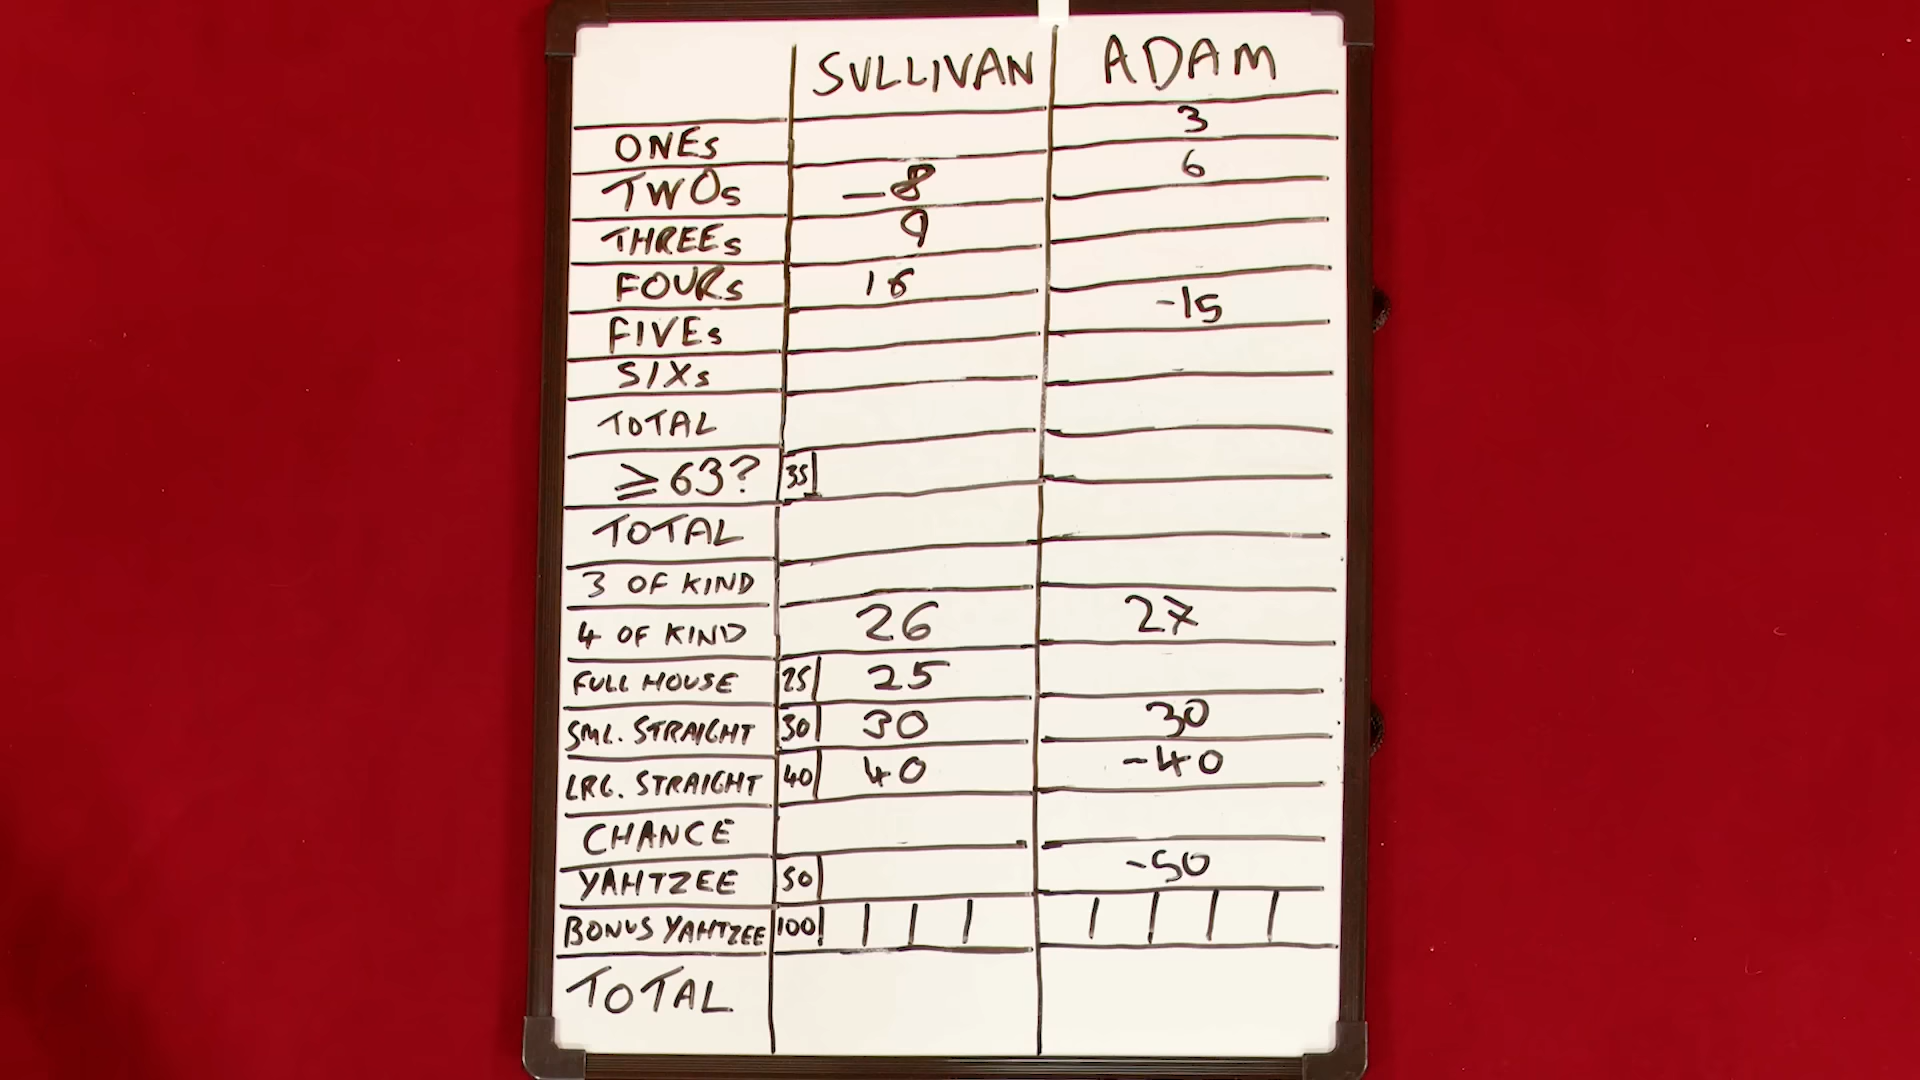 SULLIVAN ADAM
ONEs 3
TWOs -8 6
THREEs 9
FOURs 16
FIVEs -15
SIXs
TOTAL
≥63? 35
TOTAL
3 OF KIND
4 OF KIND 26 27
FULL HOUSE 25 25
SML. STRAIGHT 30 30 30
LRG. STRAIGHT 40 40 -40
CHANCE
YAHTZEE 50 -50
BONUS YAHTZEE 100
TOTAL